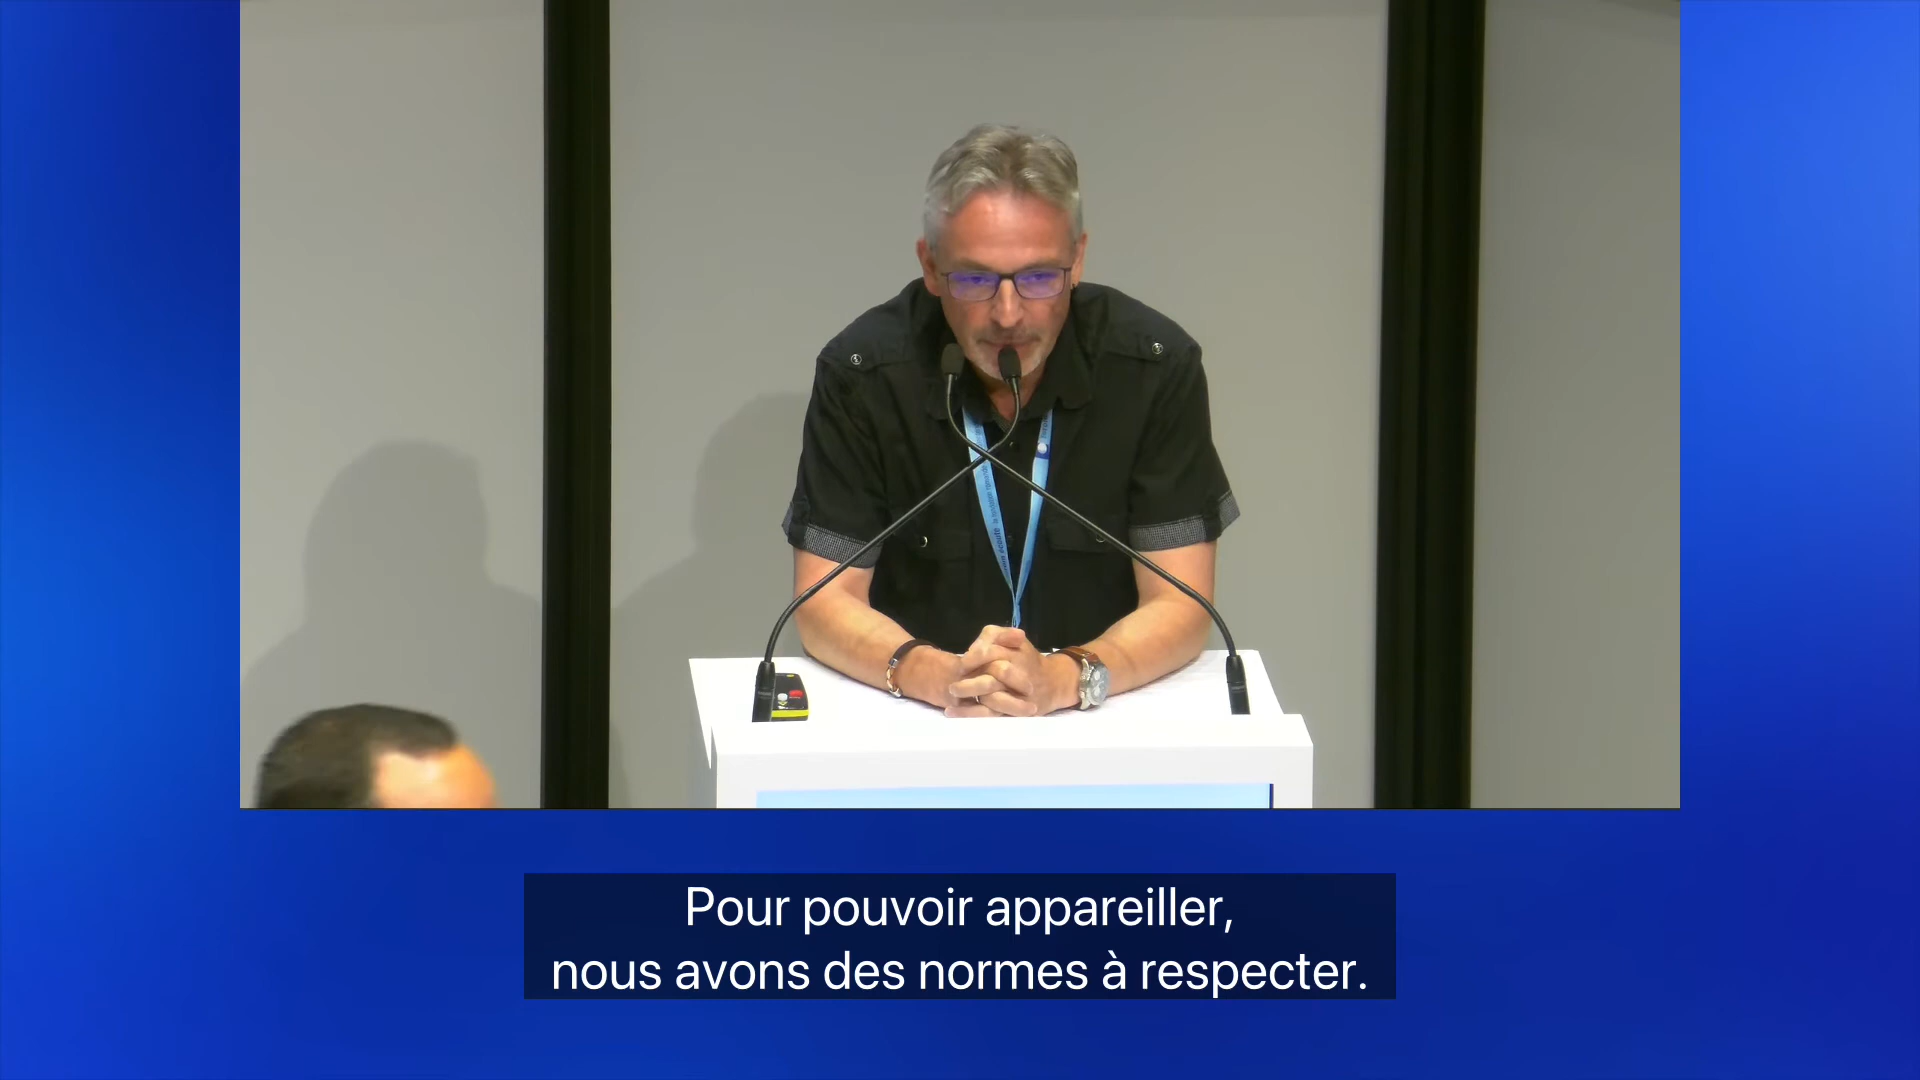 Pour pouvoir appareiller,
nous avons des normes à respecter.